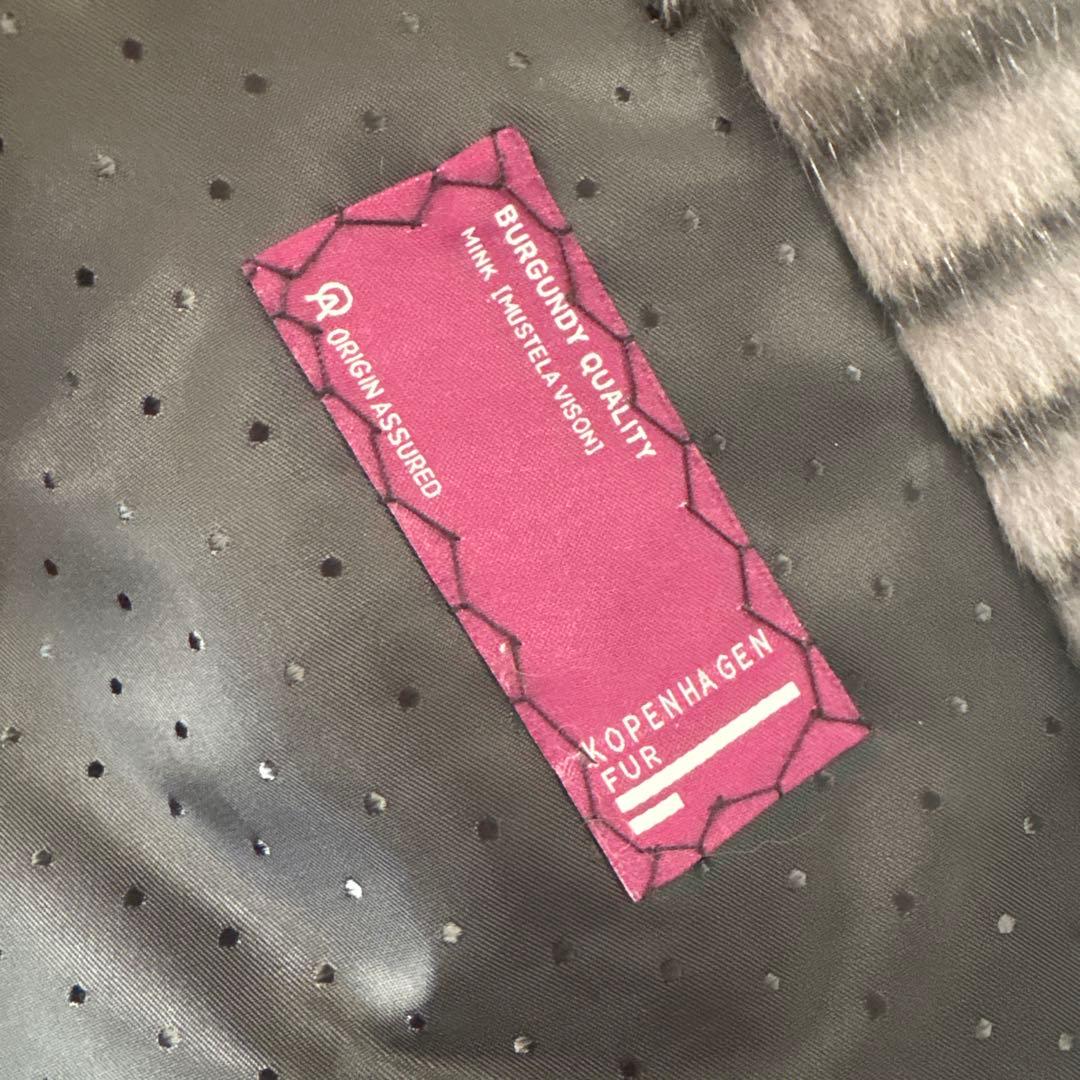 BURGUNDY QUALITY
MINK [MUSTELA VISON]
ORIGIN ASSURED
KOPENHAGEN
FUR